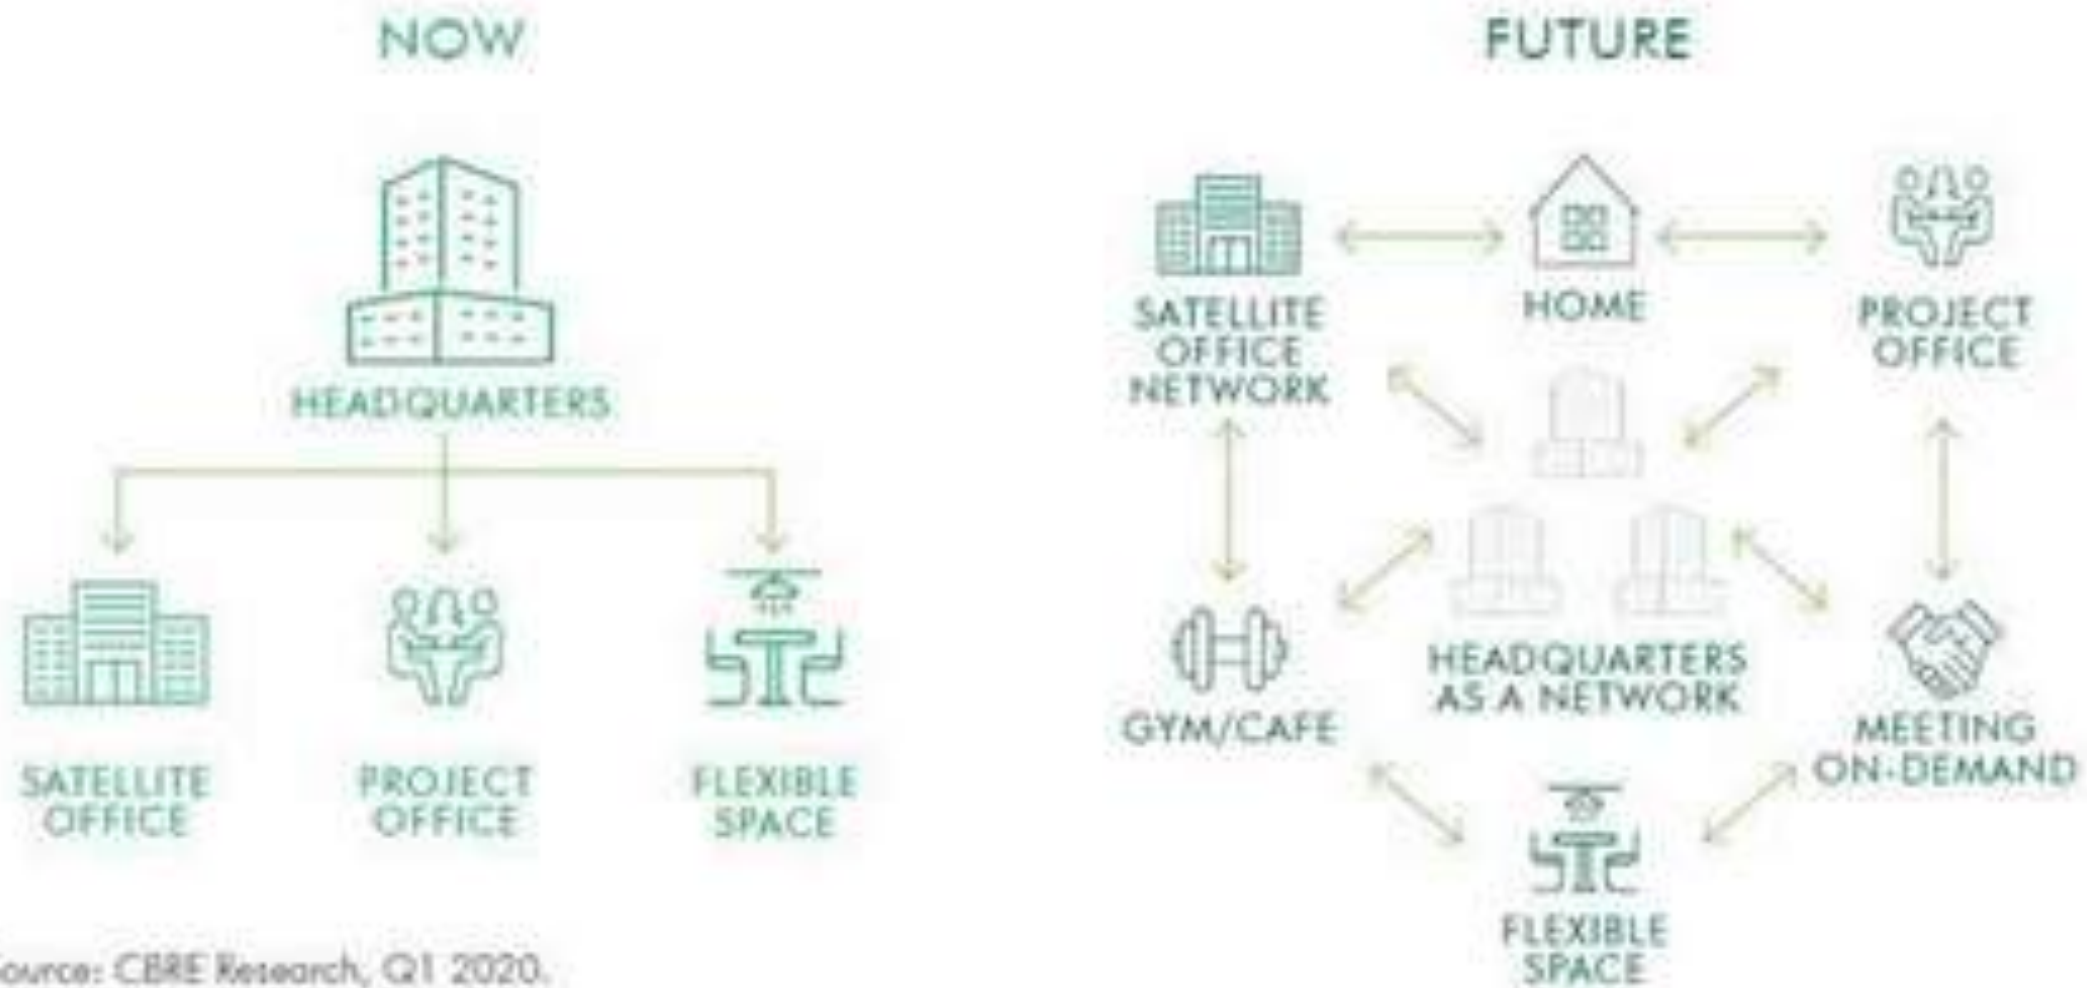 NOW
HEADQUARTERS
SATELLITE
OFFICE
PROJECT
OFFICE
FLEXIBLE
SPACE
ource: CBRE Research, Q1 2020.
FUTURE
SATELLITE
OFFICE
NETWORK
HOME
PROJECT
OFFICE
GYM/CAFE
HEADQUARTERS
AS A NETWORK
MEETING
ON-DEMAND
FLEXIBLE
SPACE